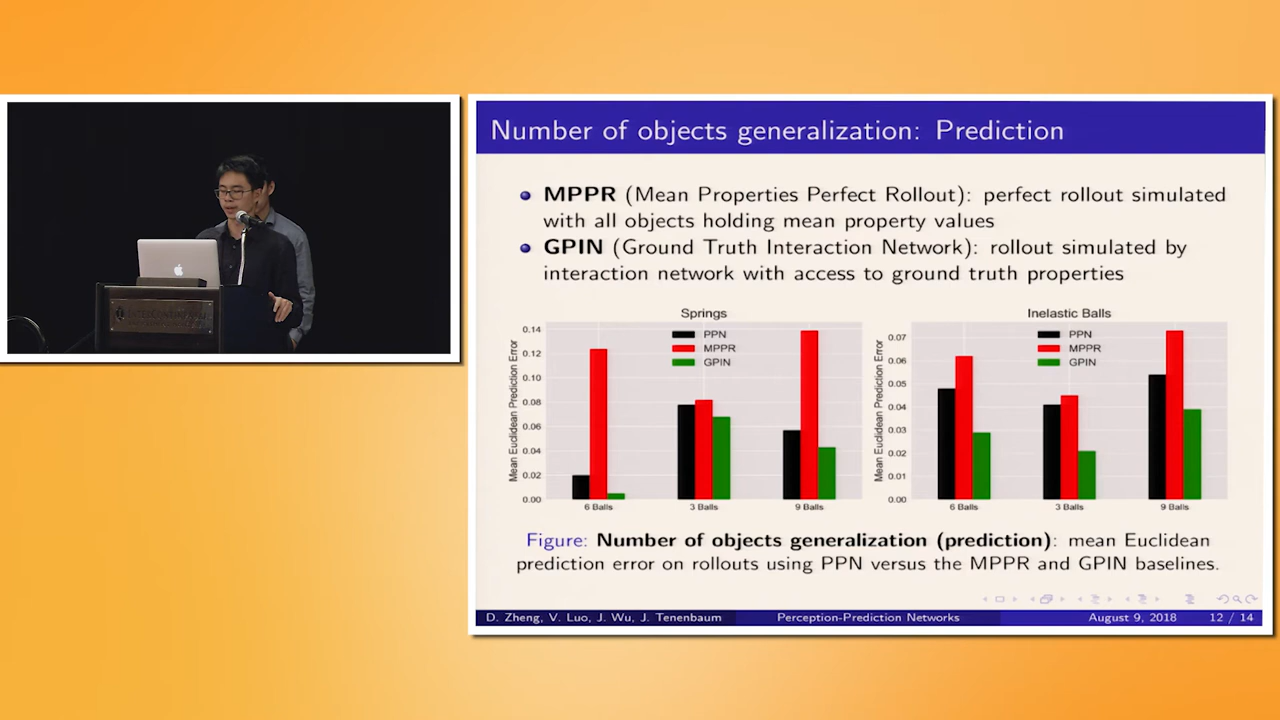 Number of objects generalization: Prediction
MPPR (Mean Properties Perfect Rollout): perfect rollout simulated
with all objects holding mean property values
GPIN (Ground Truth Interaction Network): rollout simulated by
interaction network with access to ground truth properties
Springs
Mean Euclidean Prediction Error
0.14
0.12
0.10
0.08
0.06
0.04
0.02
0.00
PPN
MPPR
GPIN
6 Balls
3 Balls
9 Balls
Inelastic Balls
Mean Euclidean Prediction Error
0.07
0.06
0.05
0.04
0.03
0.02
0.01
0.00
PPN
MPPR
GPIN
6 Balls
3 Balls
9 Balls
Figure: Number of objects generalization (prediction): mean Euclidean
prediction error on rollouts using PPN versus the MPPR and GPIN baselines.
D. Zheng, V. Luo, J. Wu, J. Tenenbaum
Perception-Prediction Networks
August 9, 2018
12 / 14